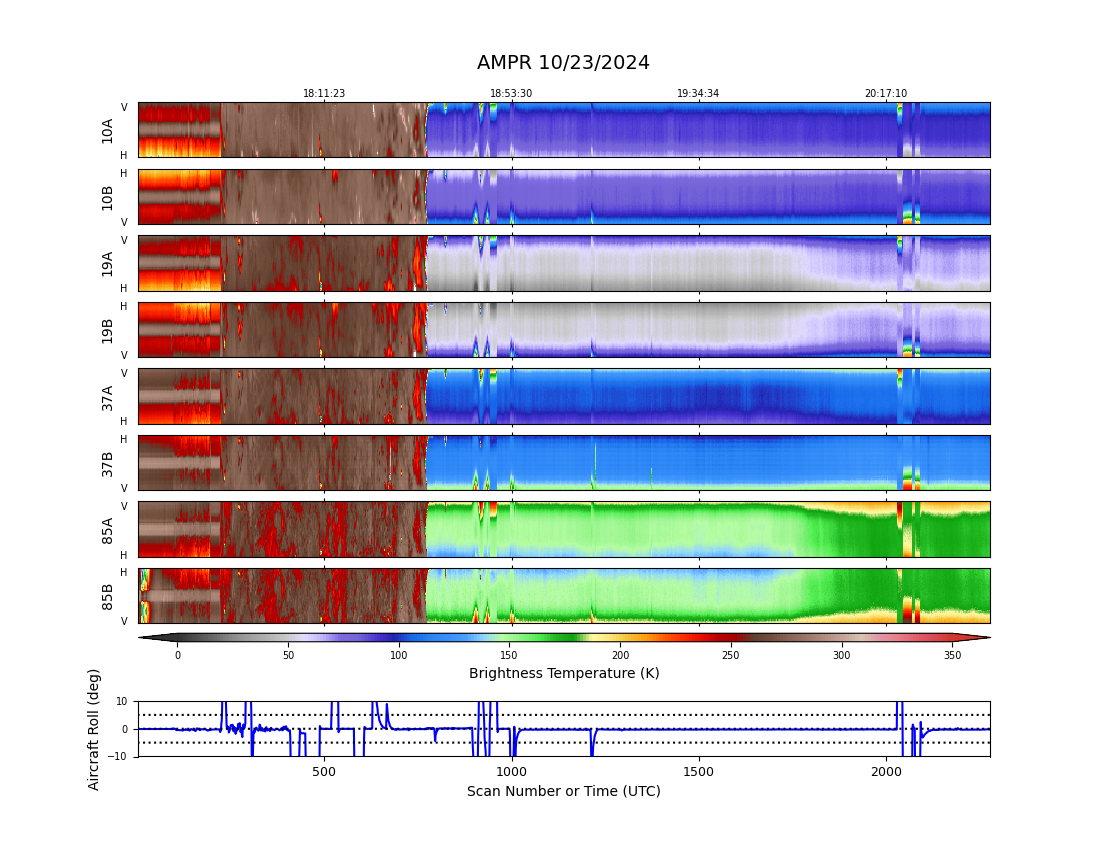 AMPR 10/23/2024
18:11:23 18:53:30 19:34:34 20:17:10
V
10A
H
H
10B
V
V
19A
H
H
19B
V
V
37A
H
H
37B
V
V
85A
H
H
85B
V
0 50 100 150 200 250 300 350
Brightness Temperature (K)
Aircraft Roll (deg)
10
0
−10
500 1000 1500 2000
Scan Number or Time (UTC)